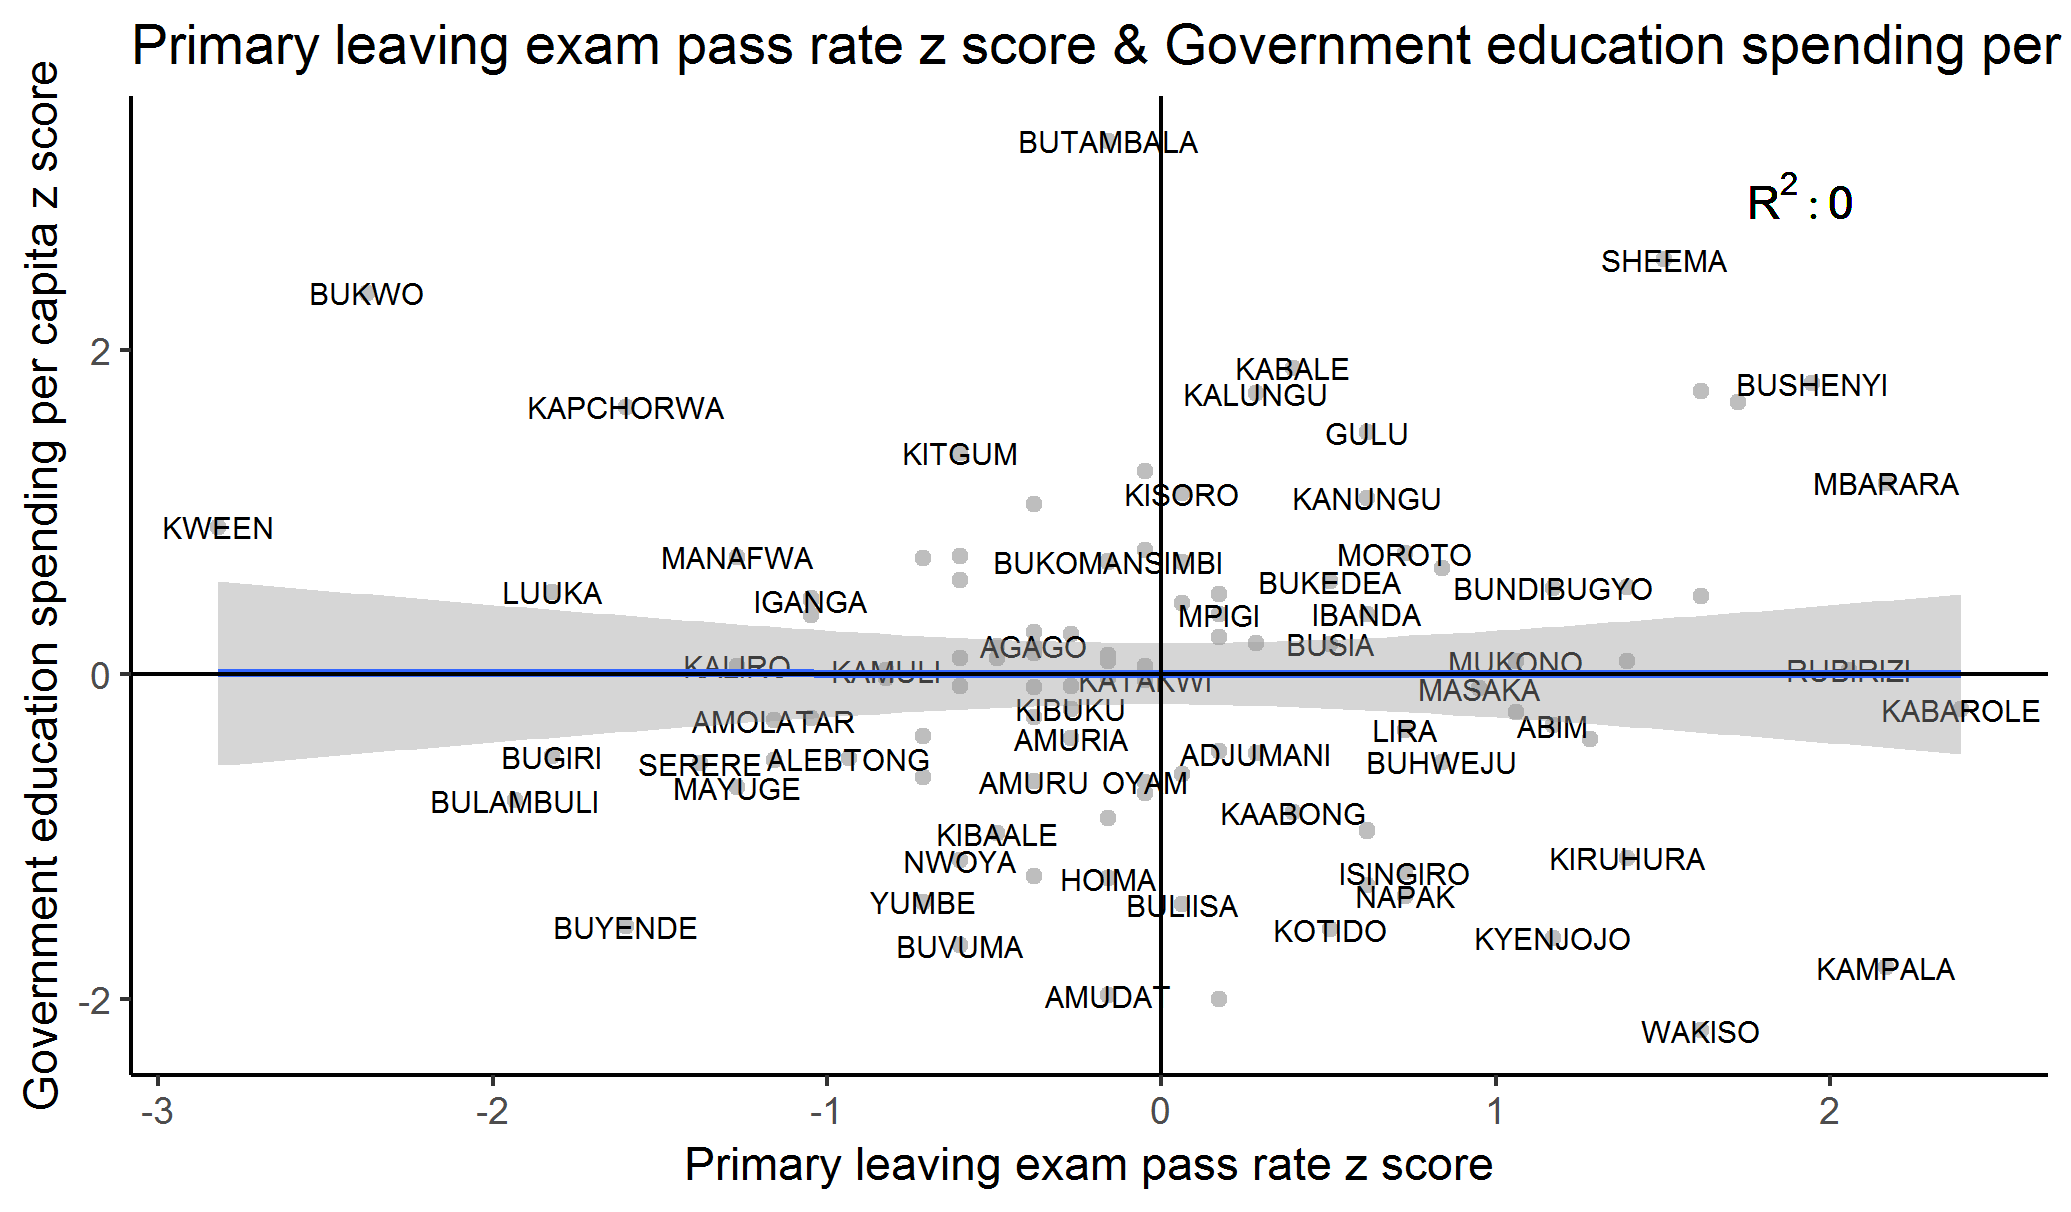 Primary leaving exam pass rate z score & Government education spending per
Government education spending per capita z score
BUTAMBALA
R²:0
SHEEMA
BUKWO
2
KABALE
BUSHENYI
KALUNGU
KAPCHORWA
GULU
KITGUM
MBARARA
KISORO
KANUNGU
KWEEN
MANAFWA
MOROTO
BUKOMANSIMBI
BUKEDEA
BUNDIBUGYO
LUUKA
IGANGA
MPIGI
IBANDA
AGAGO
BUSIA
KALIRO
KAMULI
MUKONO
RUBIRIZI
0
KATAKWI
MASAKA
KIBUKU
KABAROLE
AMOLATAR
AMURIA
LIRA
ABIM
BUGIRI
SERERE
ALEBTONG
ADJUMANI
BUHWEJU
MAYUGE
AMURU
OYAM
BULAMBULI
KAABONG
KIBAALE
NWOYA
KIRUHURA
HOIMA
ISINGIRO
NAPAK
YUMBE
BULIISA
BUYENDE
KOTIDO
KYENJOJO
BUVUMA
KAMPALA
-2
AMUDAT
WAKISO
-3 -2 -1 0 1 2
Primary leaving exam pass rate z score